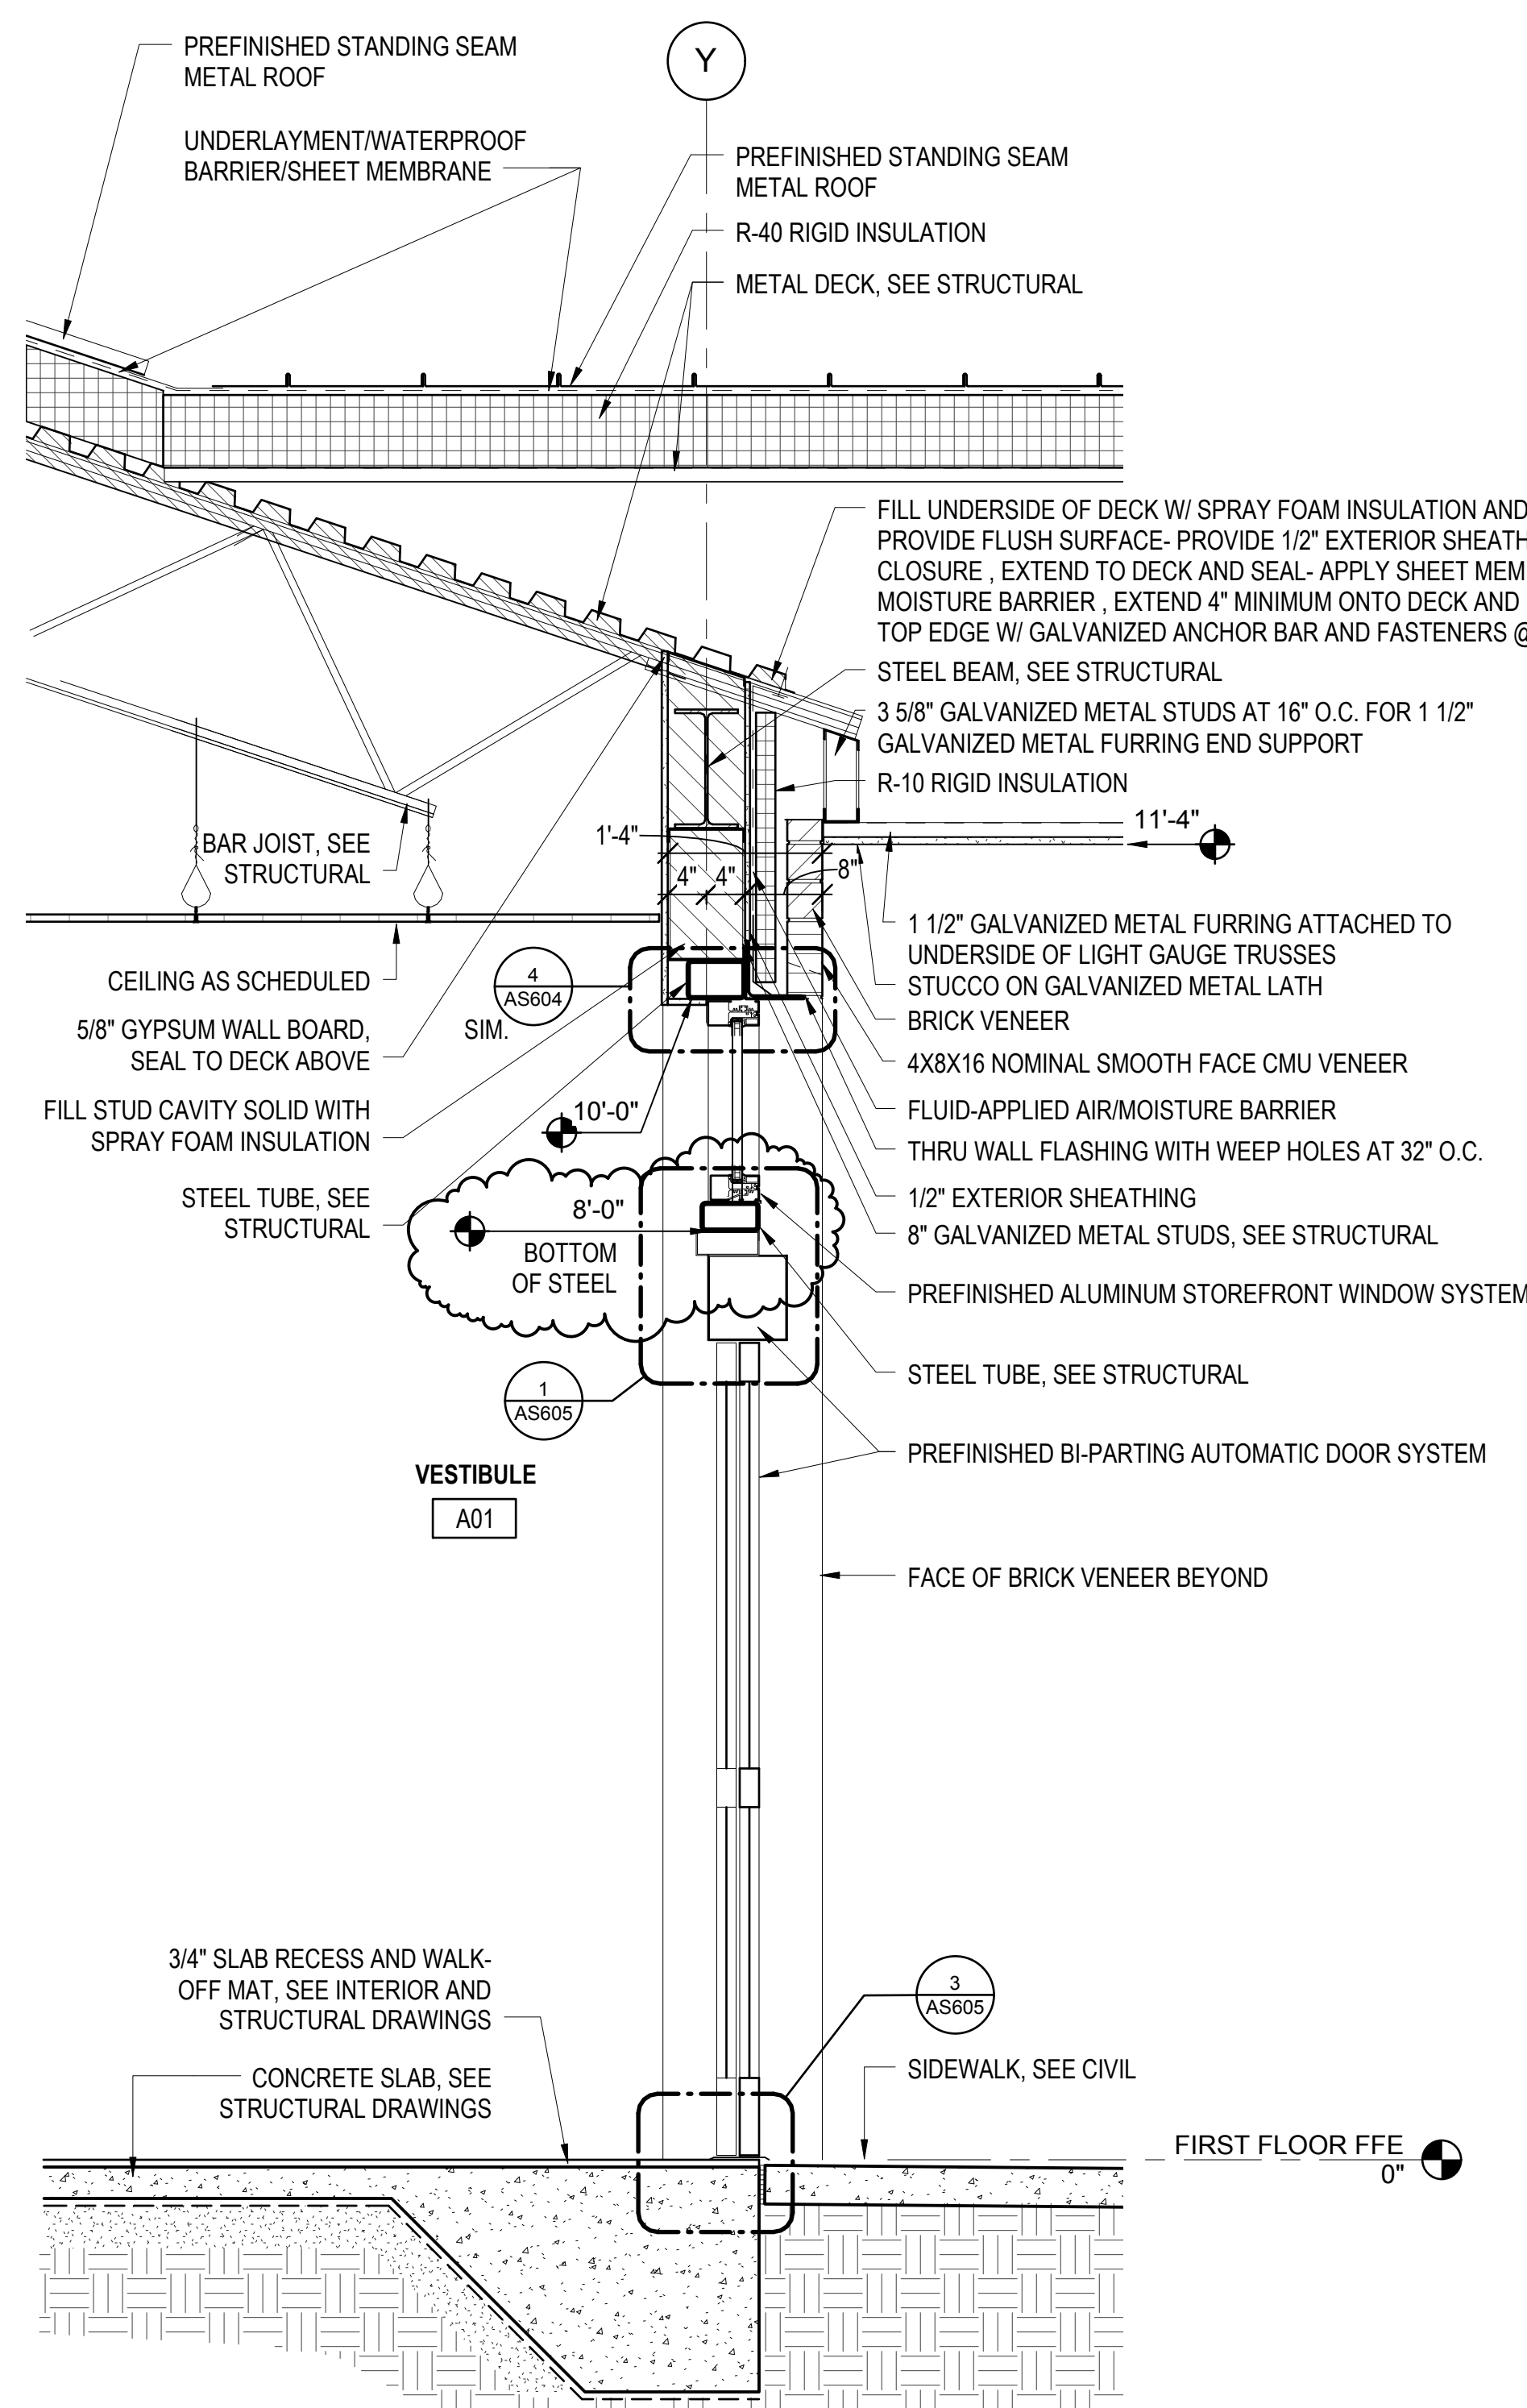 PREFINISHED STANDING SEAM
METAL ROOF
Y
UNDERLAYMENT/WATERPROOF
BARRIER/SHEET MEMBRANE
PREFINISHED STANDING SEAM
METAL ROOF
R-40 RIGID INSULATION
METAL DECK, SEE STRUCTURAL
FILL UNDERSIDE OF DECK W/ SPRAY FOAM INSULATION AND
PROVIDE FLUSH SURFACE- PROVIDE 1/2" EXTERIOR SHEATH
CLOSURE , EXTEND TO DECK AND SEAL- APPLY SHEET MEM
MOISTURE BARRIER , EXTEND 4" MINIMUM ONTO DECK AND
TOP EDGE W/ GALVANIZED ANCHOR BAR AND FASTENERS @
STEEL BEAM, SEE STRUCTURAL
3 5/8" GALVANIZED METAL STUDS AT 16" O.C. FOR 1 1/2"
GALVANIZED METAL FURRING END SUPPORT
R-10 RIGID INSULATION
11'-4"
1'-4"
4"
4"
8"
BAR JOIST, SEE
STRUCTURAL
1 1/2" GALVANIZED METAL FURRING ATTACHED TO
UNDERSIDE OF LIGHT GAUGE TRUSSES
STUCCO ON GALVANIZED METAL LATH
BRICK VENEER
4X8X16 NOMINAL SMOOTH FACE CMU VENEER
FLUID-APPLIED AIR/MOISTURE BARRIER
THRU WALL FLASHING WITH WEEP HOLES AT 32" O.C.
1/2" EXTERIOR SHEATHING
8" GALVANIZED METAL STUDS, SEE STRUCTURAL
PREFINISHED ALUMINUM STOREFRONT WINDOW SYSTEM
STEEL TUBE, SEE STRUCTURAL
PREFINISHED BI-PARTING AUTOMATIC DOOR SYSTEM
FACE OF BRICK VENEER BEYOND
CEILING AS SCHEDULED
4
AS604
SIM.
5/8" GYPSUM WALL BOARD,
SEAL TO DECK ABOVE
FILL STUD CAVITY SOLID WITH
SPRAY FOAM INSULATION
10'-0"
STEEL TUBE, SEE
STRUCTURAL
8'-0"
BOTTOM
OF STEEL
1
AS605
VESTIBULE
A01
3/4" SLAB RECESS AND WALK-
OFF MAT, SEE INTERIOR AND
STRUCTURAL DRAWINGS
CONCRETE SLAB, SEE
STRUCTURAL DRAWINGS
3
AS605
SIDEWALK, SEE CIVIL
FIRST FLOOR FFE
0"